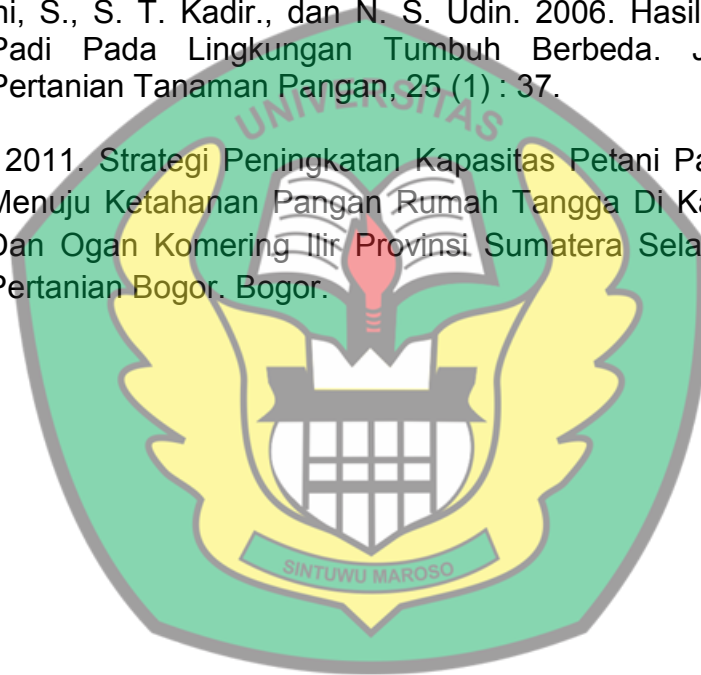 ni, S., S. T. Kadir., dan N. S. Udin. 2006. Hasil
Padi Pada Lingkungan Tumbuh Berbeda. J
Pertanian Tanaman Pangan, 25 (1) : 37.
UNIVERSITAS
2011. Strategi Peningkatan Kapasitas Petani Pa
Menuju Ketahanan Pangan Rumah Tangga Di Ka
Dan Ogan Komering Ilir Provinsi Sumatera Sela
Pertanian Bogor. Bogor.
SINTUWU MAROSO